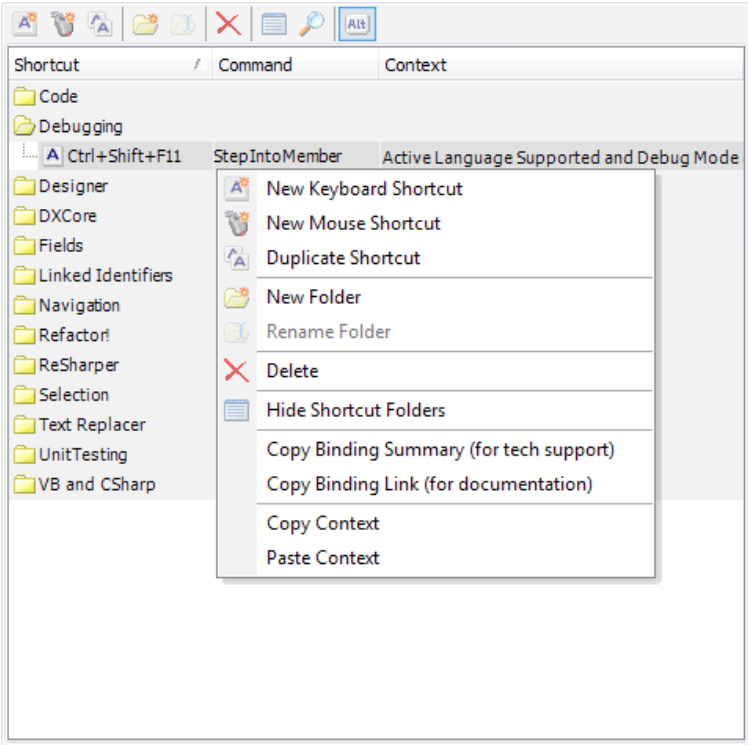 Alt
Shortcut / Command Context
Code
Debugging
A Ctrl+Shift+F11 StepIntoMember Active Language Supported and Debug Mode
Designer
DXCore
Fields
Linked Identifiers
Navigation
Refactor!
ReSharper
Selection
Text Replacer
UnitTesting
VB and CSharp
New Keyboard Shortcut
New Mouse Shortcut
Duplicate Shortcut
New Folder
Rename Folder
Delete
Hide Shortcut Folders
Copy Binding Summary (for tech support)
Copy Binding Link (for documentation)
Copy Context
Paste Context